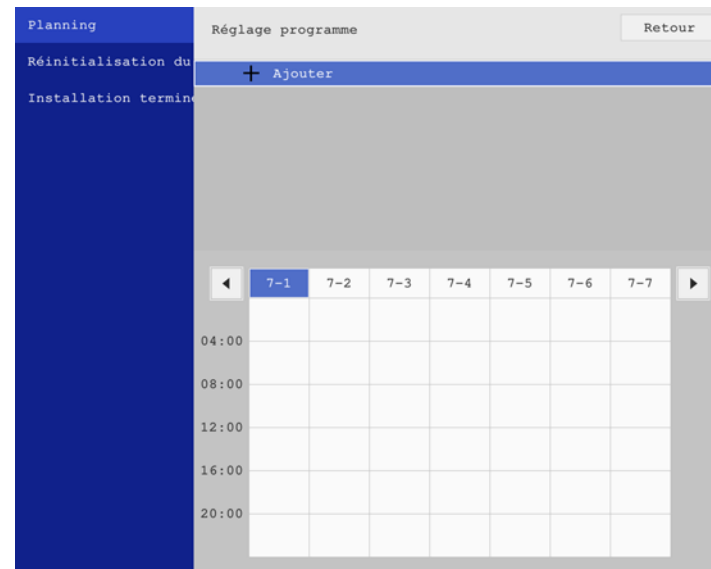 Planning
Réinitialisation du
Installation termin
Réglage programme
Retour
Ajouter
7-1 7-2 7-3 7-4 7-5 7-6 7-7
04:00
08:00
12:00
16:00
20:00